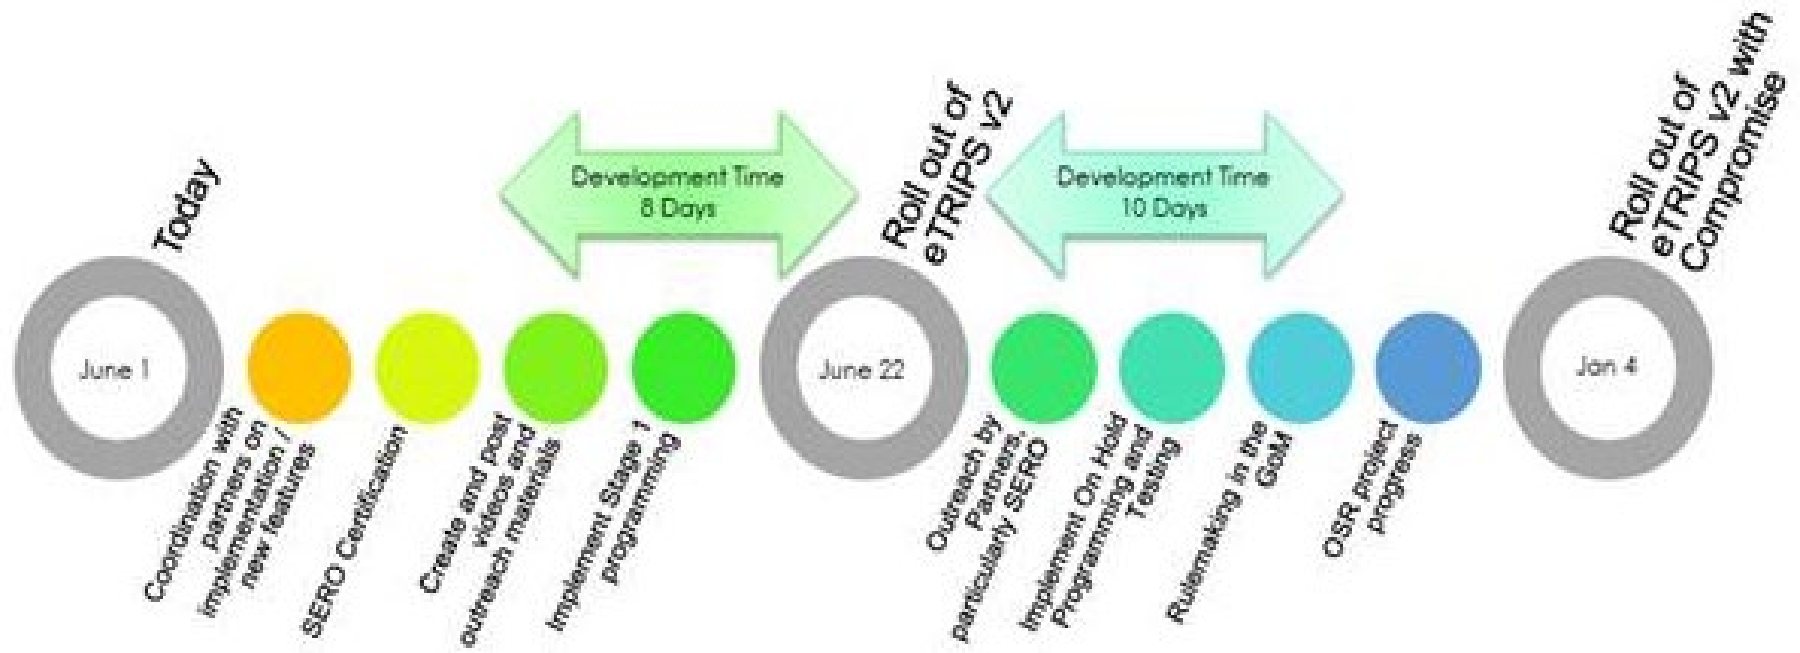 Today
June 1
Coordination with
partners on
implementation /
new features
SERO Certification
Create and post
videos and
outreach materials
Implement Stage 1
programming
Development Time
8 Days
Roll out of
eTRIPS v2
June 22
Development Time
10 Days
Outreach by
Partners,
particularly SERO
Implement On Hold
Programming and
Testing
Rulemaking in the
GoM
OSR project
progress
Roll out of
eTRIPS v2 with
Compromise
Jan 4